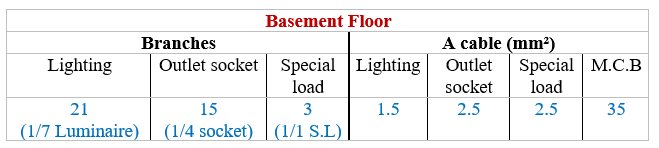 Basement Floor
Branches A cable (mm²)
Lighting Outlet socket Special load Lighting Outlet socket Special load M.C.B
21 (1/7 Luminaire) 15 (1/4 socket) 3 (1/1 S.L) 1.5 2.5 2.5 35